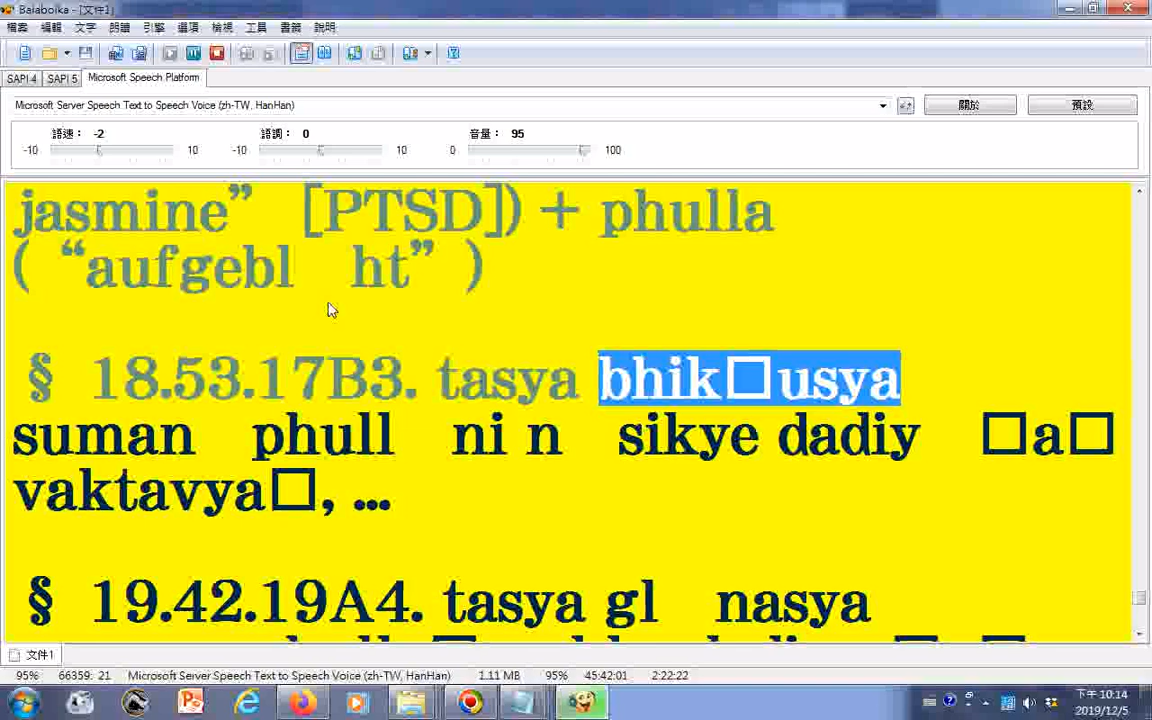 Balabolka - [文件1]
檔案 編輯 文字 朗讀 引擎 選項 檢視 工具 書籤 說明
SAPI 4 SAPI 5 Microsoft Speech Platform
Microsoft Server Speech Text to Speech Voice (zh-TW, HanHan) 關於 預設
語速： -2 語調： 0 音量： 95
-10 10 -10 10 0 100
jasmine” [PTSD]) + phulla
( “aufgebl ht” )
§ 18.53.17B3. tasya bhik□usya
suman phull ni n sikye dadiy □a□
vaktavya□, ...
§ 19.42.19A4. tasya gl nasya
文件1
95% 66359: 21 Microsoft Server Speech Text to Speech Voice (zh-TW, HanHan) 1.11 MB 95% 45:42:01 2:22:22
下午 10:14
2019/12/5